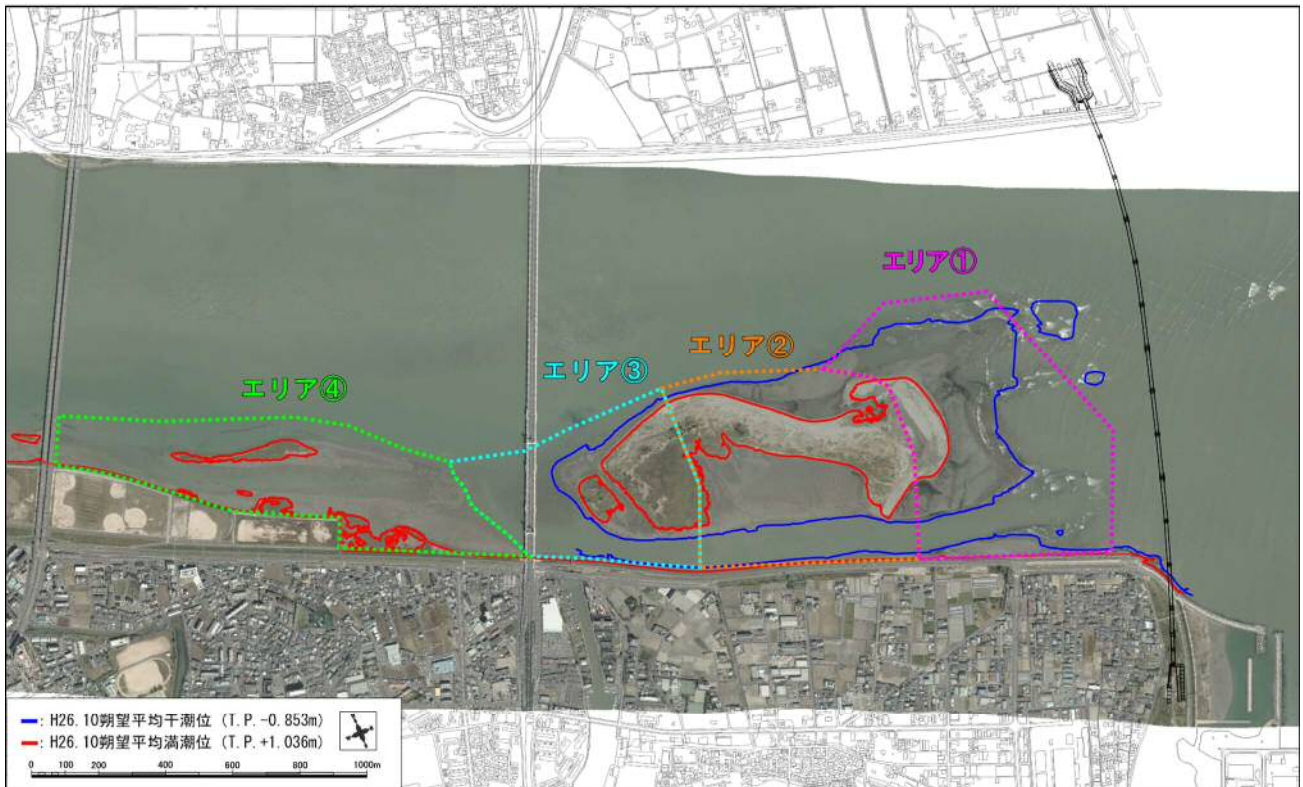 エリア①
エリア②
エリア③
エリア④
━: H26.10朔望平均干潮位 (T.P.-0.853m)
━: H26.10朔望平均満潮位 (T.P.+1.036m)
0 100 200 400 600 800 1000m